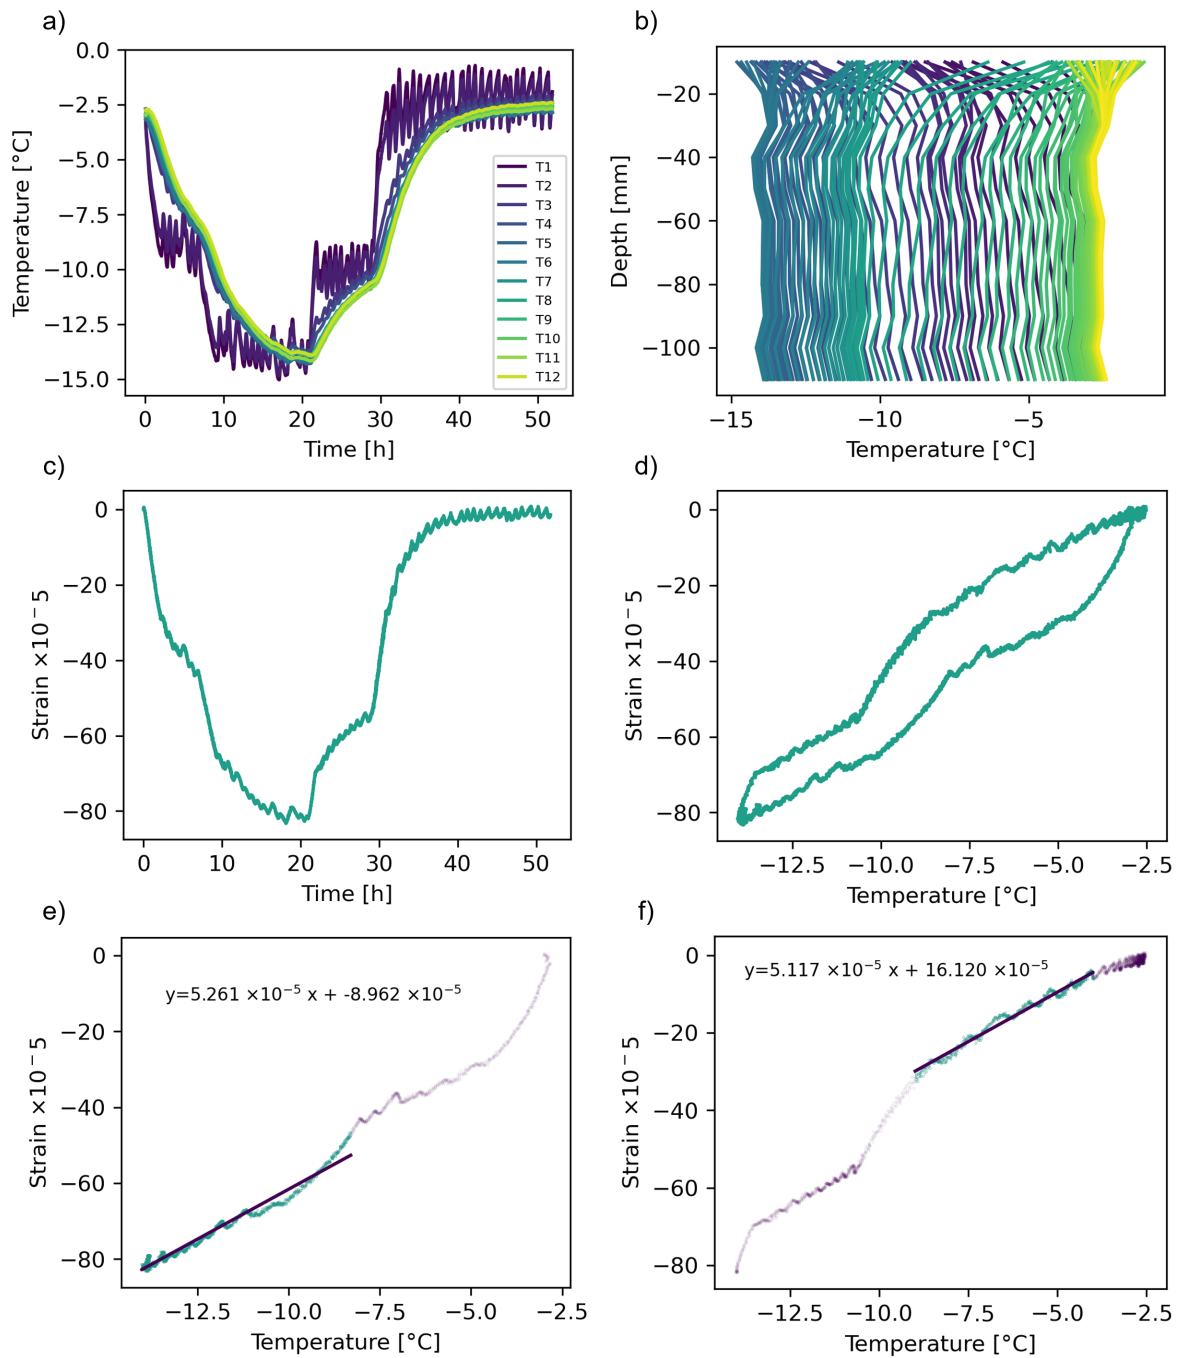 a)
0.0
−2.5
−5.0
−7.5
−10.0
−12.5
−15.0
Temperature [°C]
T1
T2
T3
T4
T5
T6
T7
T8
T9
T10
T11
T12
0 10 20 30 40 50
Time [h]
b)
−20
−40
−60
−80
−100
Depth [mm]
−15 −10 −5
Temperature [°C]
c)
0
−20
−40
−60
−80
Strain ×10⁻5
0 10 20 30 40 50
Time [h]
d)
0
−20
−40
−60
−80
Strain ×10⁻5
−12.5 −10.0 −7.5 −5.0 −2.5
Temperature [°C]
e)
y=5.261 ×10⁻⁵ x + -8.962 ×10⁻⁵
0
−20
−40
−60
−80
Strain ×10⁻5
−12.5 −10.0 −7.5 −5.0 −2.5
Temperature [°C]
f)
y=5.117 ×10⁻⁵ x + 16.120 ×10⁻⁵
0
−20
−40
−60
−80
Strain ×10⁻5
−12.5 −10.0 −7.5 −5.0 −2.5
Temperature [°C]